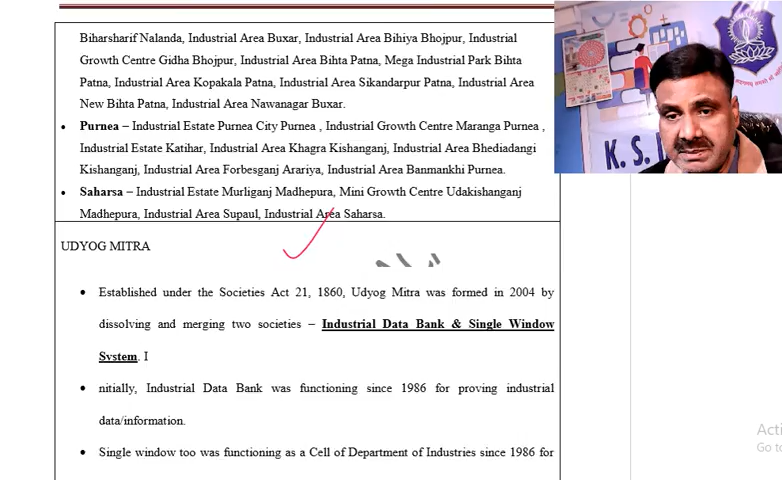 Biharsharif Nalanda, Industrial Area Buxar, Industrial Area Bihiya Bhojpur, Industrial
Growth Centre Gidha Bhojpur, Industrial Area Bihta Patna, Mega Industrial Park Bihta
Patna, Industrial Area Kopakala Patna, Industrial Area Sikandarpur Patna, Industrial Area
New Bihta Patna, Industrial Area Nawanagar Buxar.
• Purnea – Industrial Estate Purnea City Purnea , Industrial Growth Centre Maranga Purnea ,
Industrial Estate Katihar, Industrial Area Khagra Kishanganj, Industrial Area Bhediadangi
Kishanganj, Industrial Area Forbesganj Arariya, Industrial Area Banmankhi Purnea.
• Saharsa – Industrial Estate Murliganj Madhepura, Mini Growth Centre Udakishanganj
Madhepura, Industrial Area Supaul, Industrial Area Saharsa.
UDYOG MITRA
• Established under the Societies Act 21, 1860, Udyog Mitra was formed in 2004 by
dissolving and merging two societies – Industrial Data Bank & Single Window
System. I
• nitially, Industrial Data Bank was functioning since 1986 for proving industrial
data/information.
• Single window too was functioning as a Cell of Department of Industries since 1986 for
K. S.
Acti
Go to